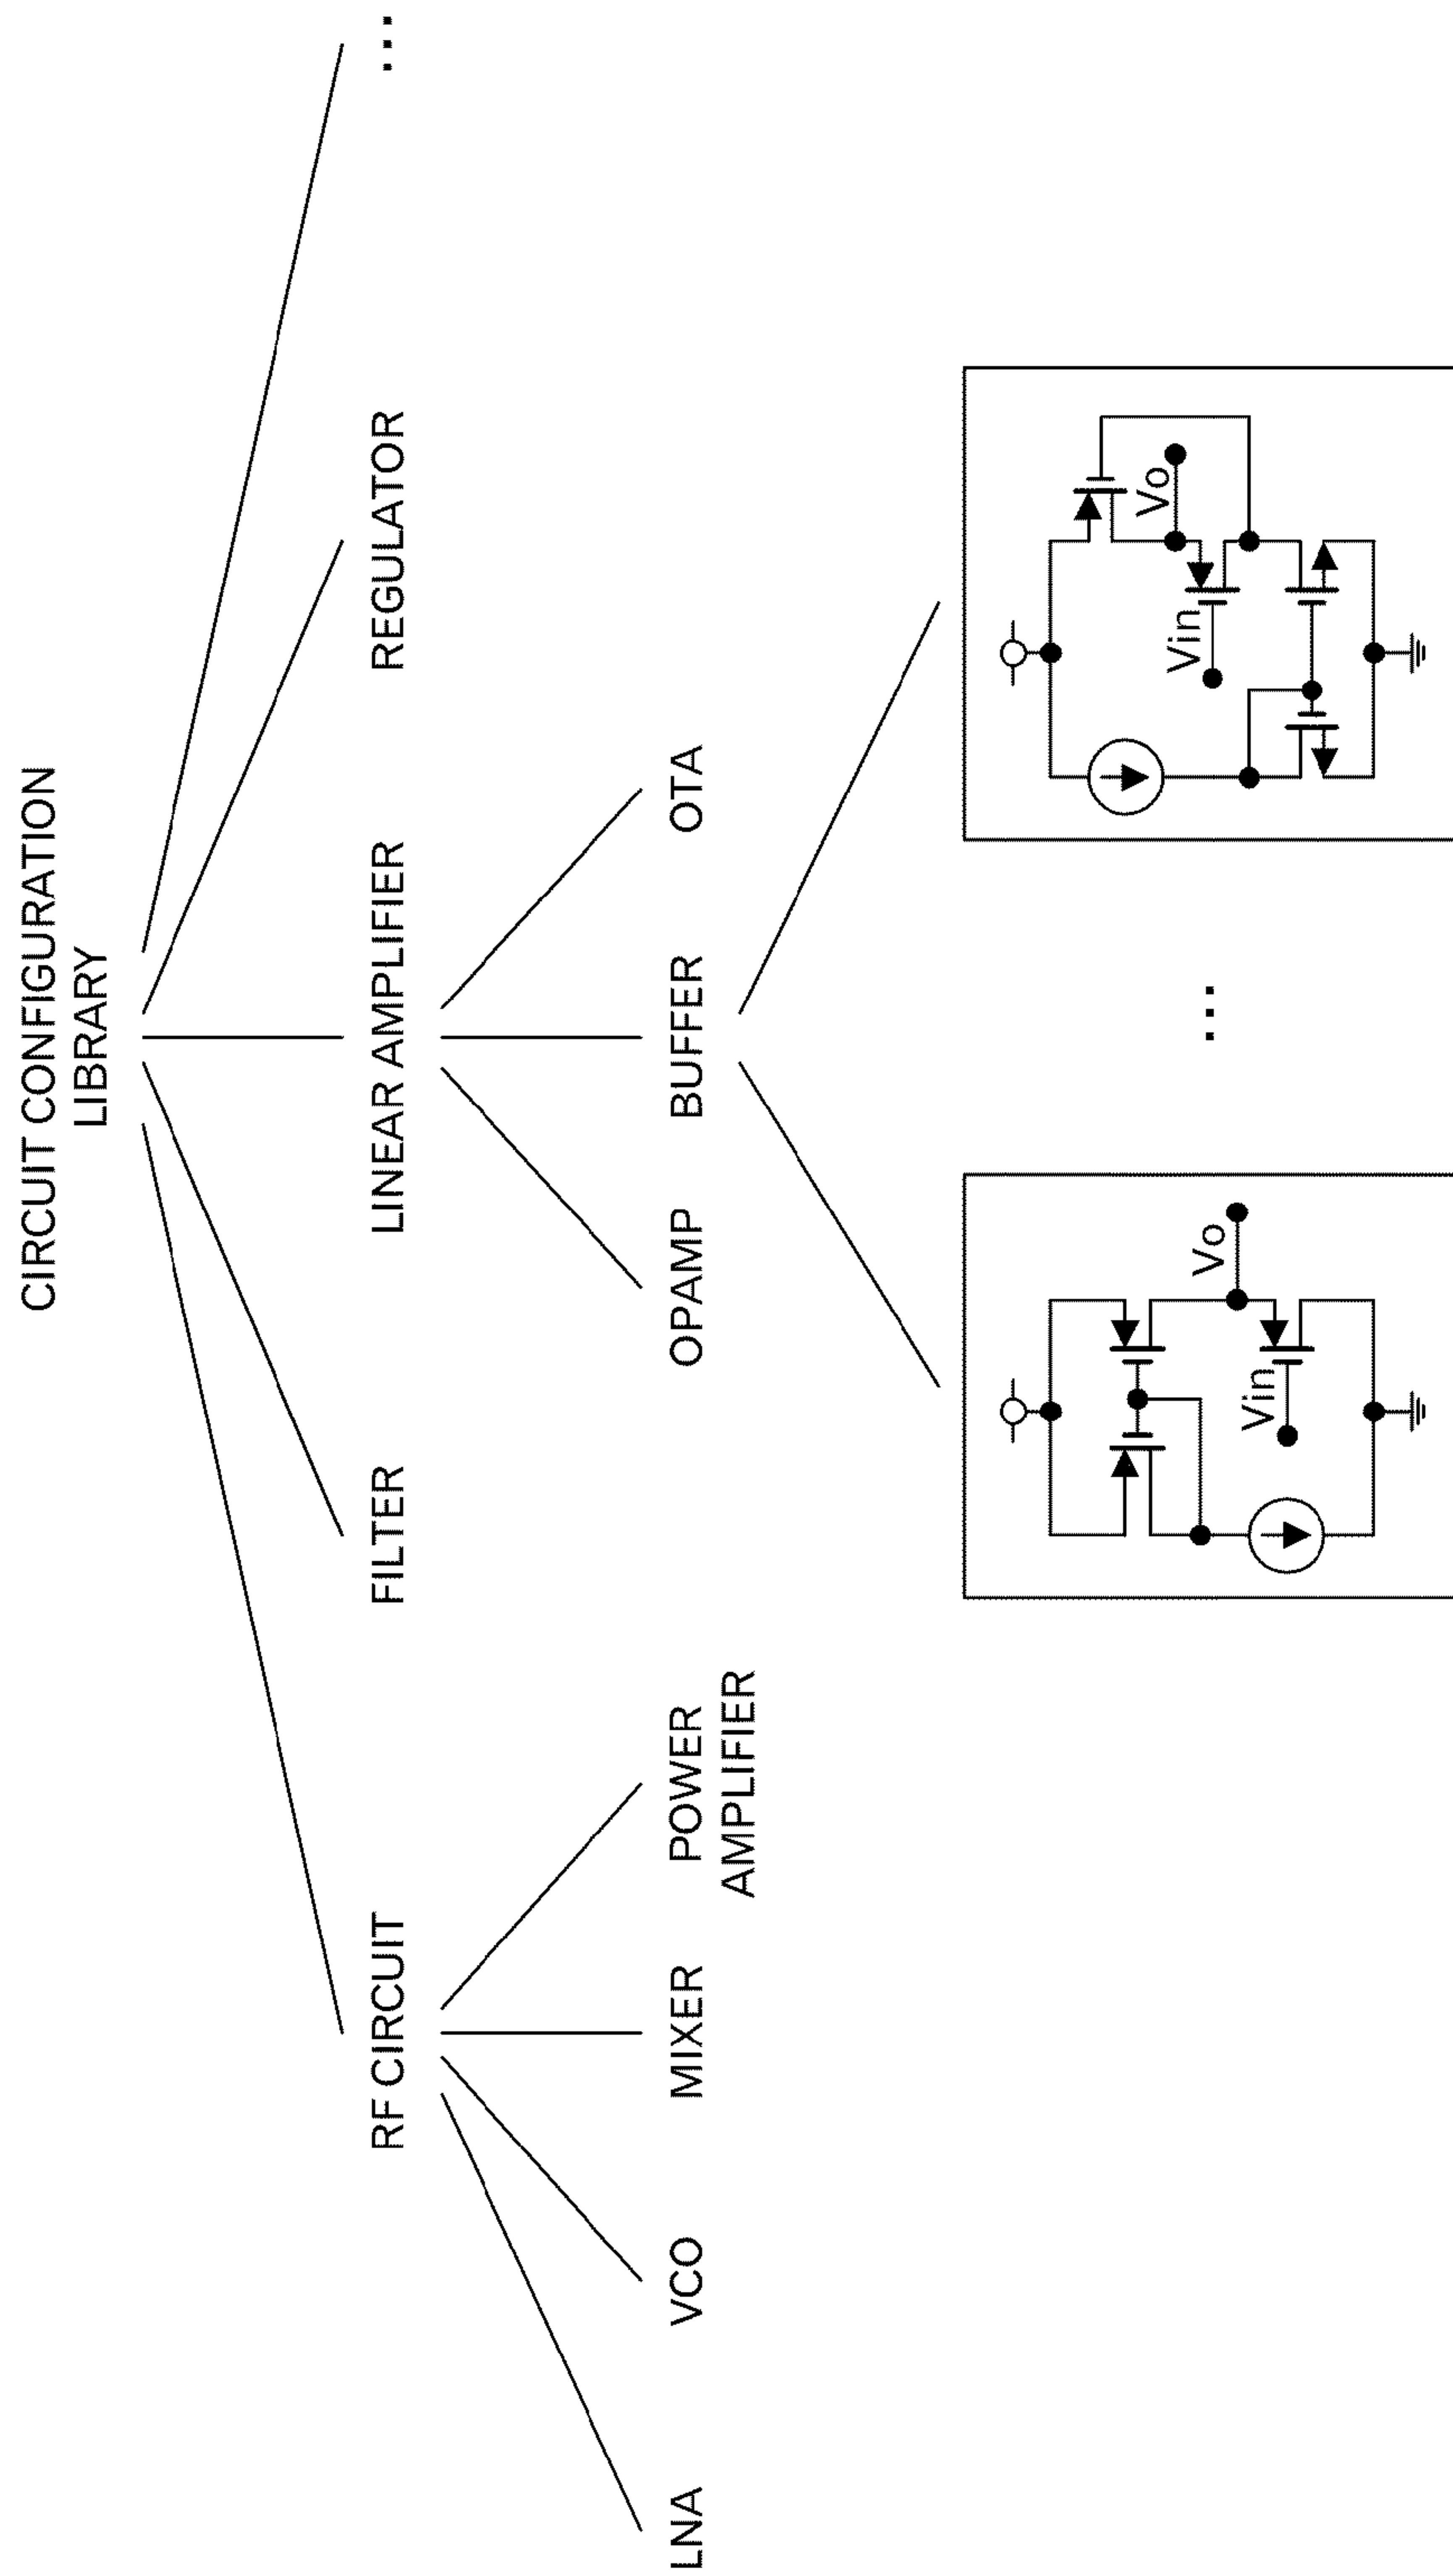 CIRCUIT CONFIGURATION
LIBRARY
RF CIRCUIT
FILTER
LINEAR AMPLIFIER
REGULATOR
...
LNA
VCO
MIXER
POWER
AMPLIFIER
OPAMP
BUFFER
OTA
Vin
Vo
...
Vin
Vo